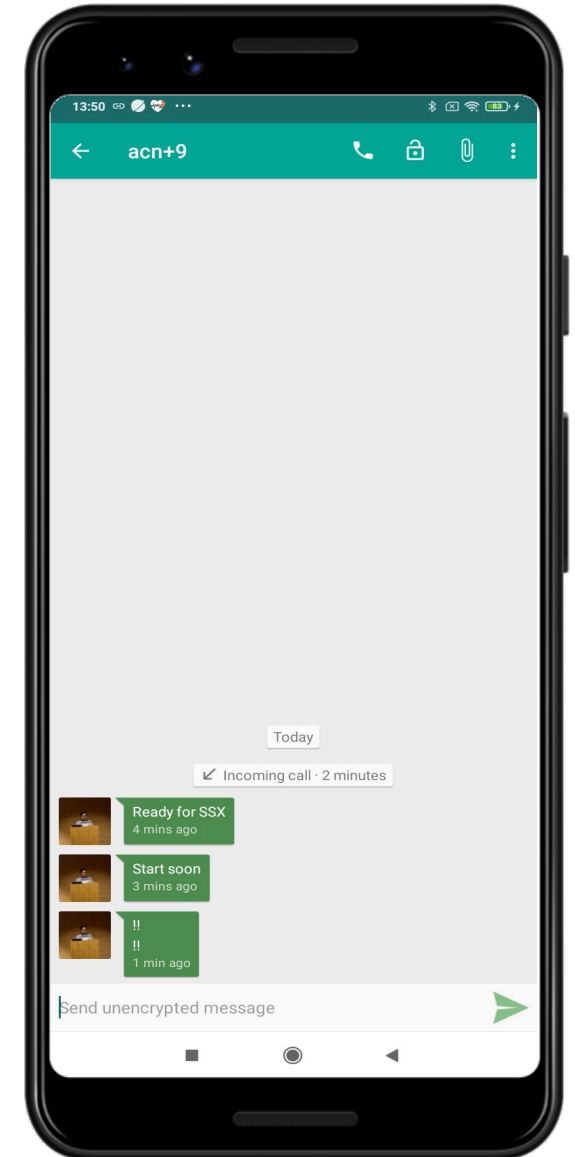 13:50
83
acn+9
Today
Incoming call · 2 minutes
Ready for SSX
4 mins ago
Start soon
3 mins ago
!!
!!
1 min ago
Send unencrypted message